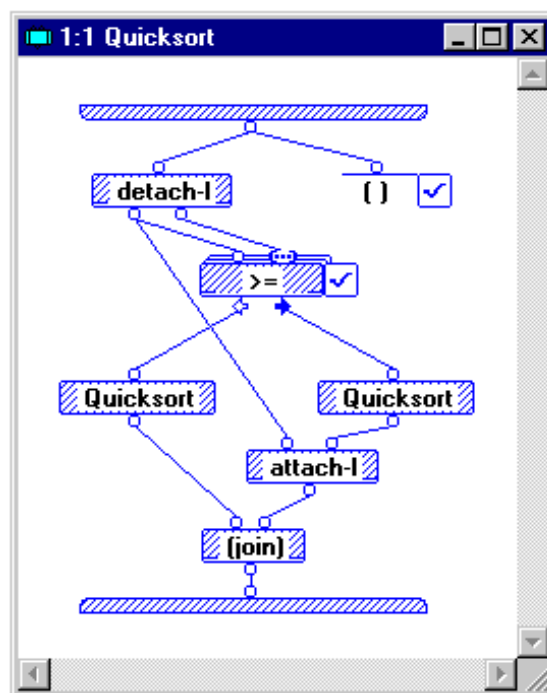 1:1 Quicksort
detach-l
( )
>=
Quicksort
Quicksort
attach-l
(join)